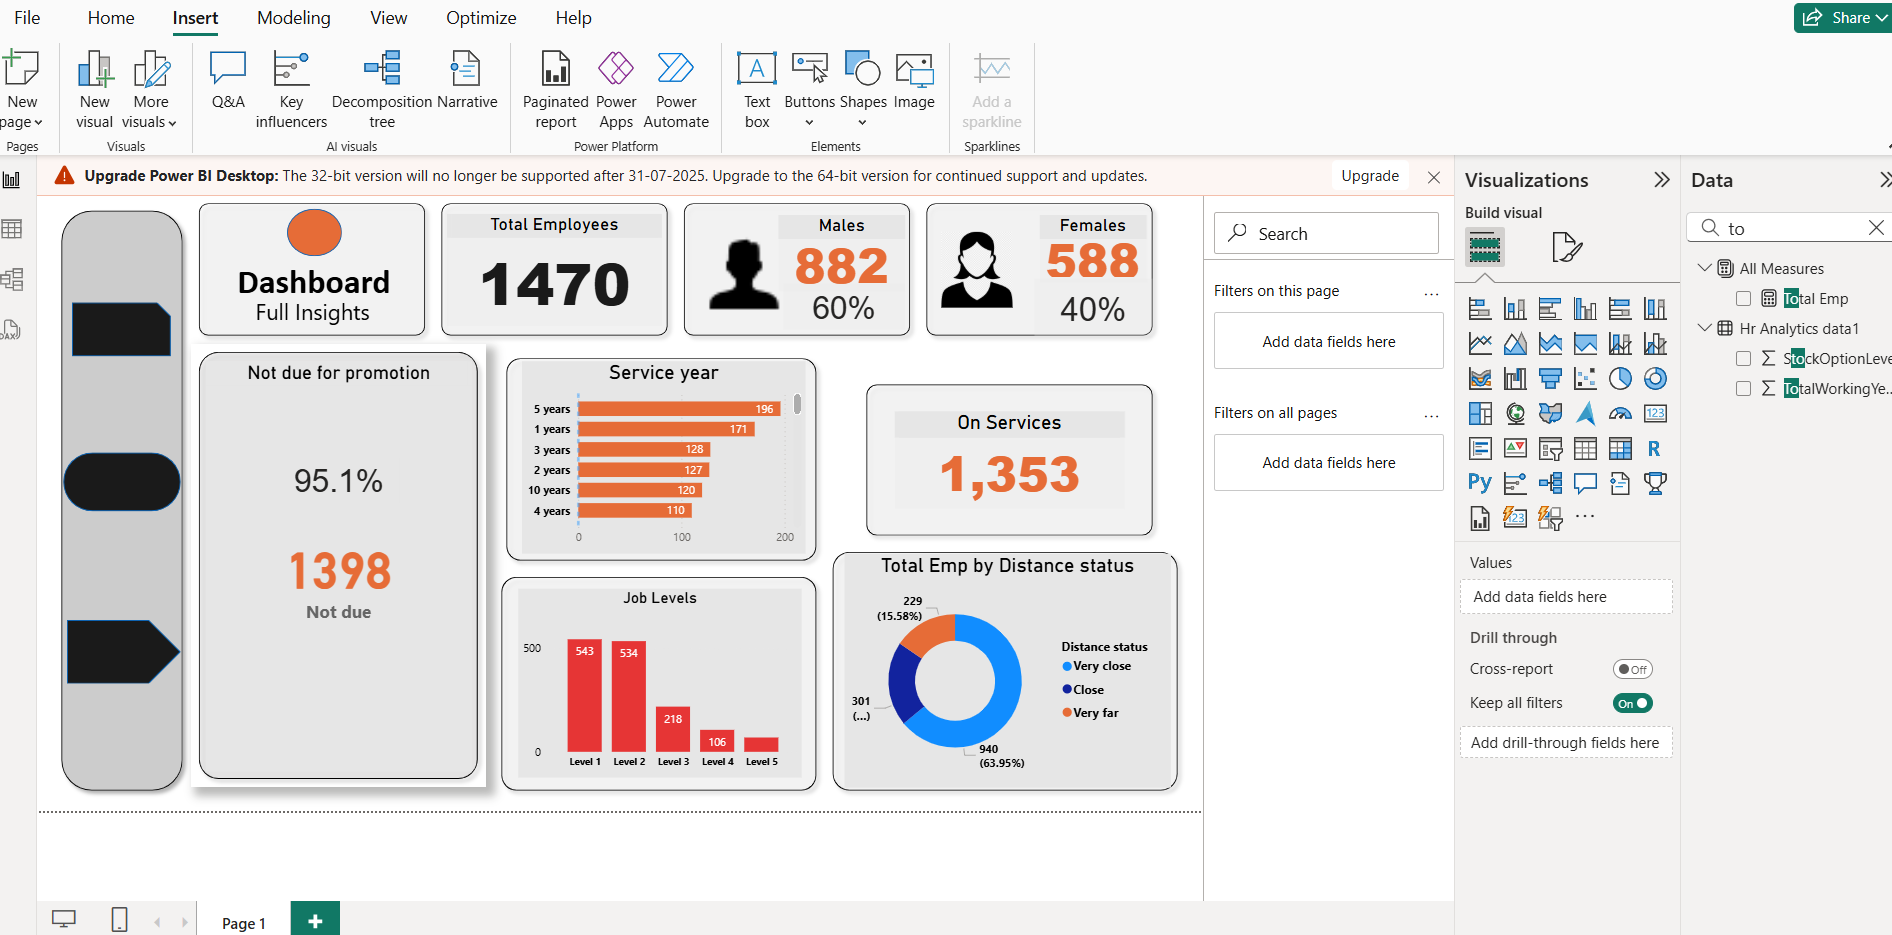 File Home Insert Modeling View Optimize Help
Share
New page
New visual
More visuals
Q&A
Key influencers
Decomposition tree
Narrative
Paginated report
Power Apps
Power Automate
Text box
Buttons
Shapes
Image
Add a sparkline
Pages
Visuals
AI visuals
Power Platform
Elements
Sparklines
Upgrade Power BI Desktop: The 32-bit version will no longer be supported after 31-07-2025. Upgrade to the 64-bit version for continued support and updates.
Upgrade
Dashboard
Full Insights
Total Employees
1470
Males
882
60%
Females
588
40%
Not due for promotion
95.1%
1398
Not due
Service year
5 years 196
1 years 171
3 years 128
2 years 127
10 years 120
4 years 110
0 100 200
On Services
1,353
Job Levels
500
0
543
534
218
106
Level 1 Level 2 Level 3 Level 4 Level 5
Total Emp by Distance status
229
(15.58%)
301
(...)
940
(63.95%)
Distance status
Very close
Close
Very far
Search
Filters on this page ...
Add data fields here
Filters on all pages ...
Add data fields here
Visualizations
Build visual
123
R
Py
123
...
Values
Add data fields here
Drill through
Cross-report Off
Keep all filters On
Add drill-through fields here
Data
to
All Measures
Total Emp
Hr Analytics data1
StockOptionLeve
TotalWorkingYe...
DAX
Page 1